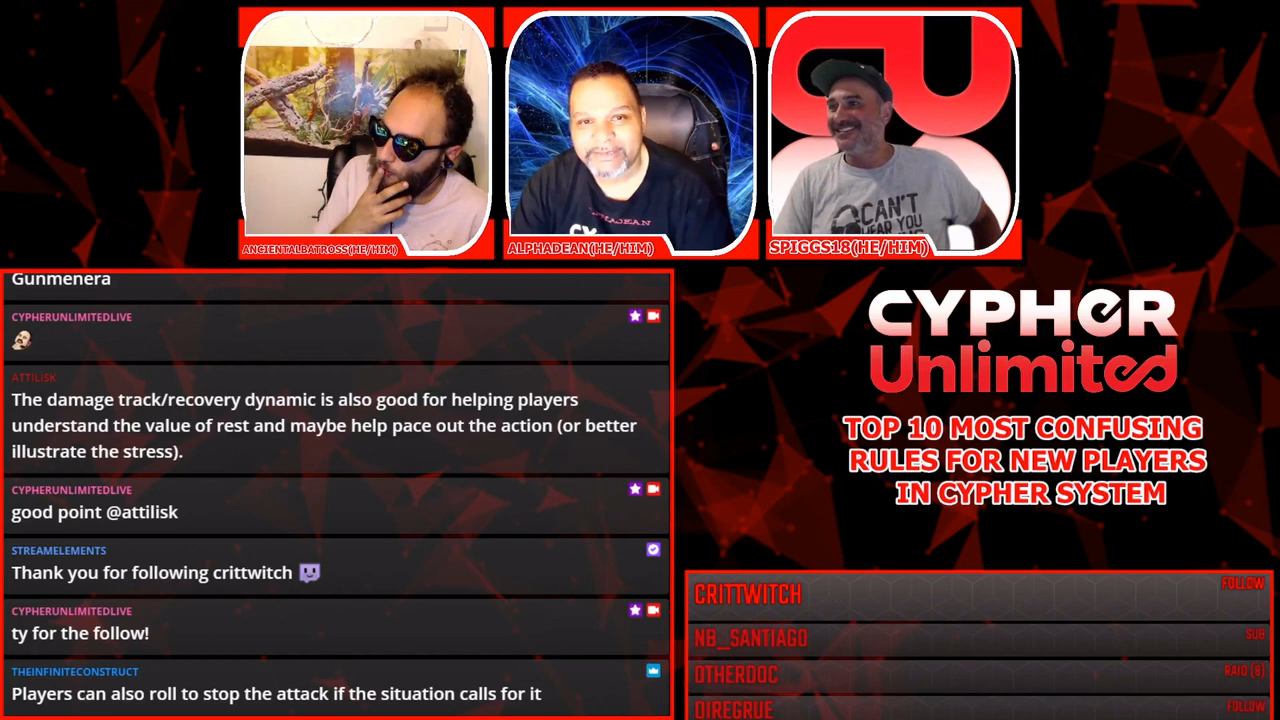 CAN'T
HEAR YOU
ALPHADEAN
ANCIENTALBATROSS(HE/HIM)
ALPHADEAN(HE/HIM)
SPIGGS18(HE/HIM)
Gunmenera
CYPHERUNLIMITEDLIVE
ATTILISK
The damage track/recovery dynamic is also good for helping players
understand the value of rest and maybe help pace out the action (or better
illustrate the stress).
CYPHERUNLIMITEDLIVE
good point @attilisk
STREAMELEMENTS
Thank you for following crittwitch
CYPHERUNLIMITEDLIVE
ty for the follow!
THEINFINITECONSTRUCT
Players can also roll to stop the attack if the situation calls for it
CYPHER
Unlimited
TOP 10 MOST CONFUSING
RULES FOR NEW PLAYERS
IN CYPHER SYSTEM
CRITTWITCH FOLLOW
NB_SANTIAGO SUB
OTHERDOC RAID (8)
DIREGRUE FOLLOW